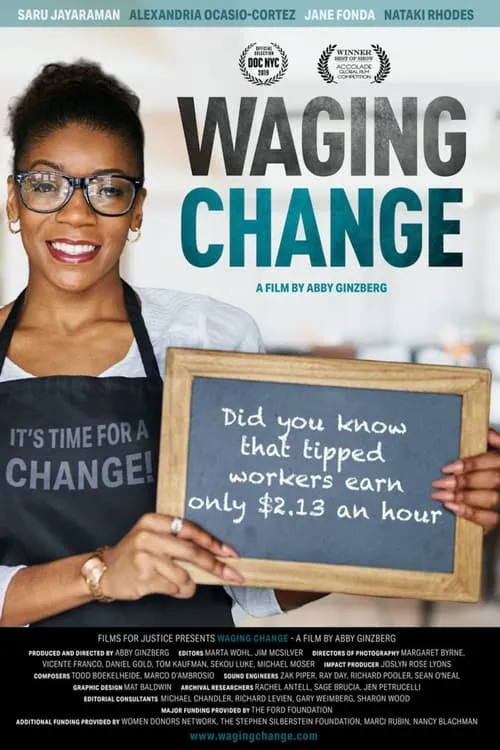 SARU JAYARAMAN ALEXANDRIA OCASIO-CORTEZ JANE FONDA NATAKI RHODES
OFFICIAL SELECTION
DOC NYC
2019
WINNER
BEST OF SHOW
ACCOLADE
GLOBAL FILM
COMPETITION
WAGING
CHANGE
A FILM BY ABBY GINZBERG
IT'S TIME FOR A
CHANGE!
Did you know
that tipped
workers earn
only $2.13 an hour
FILMS FOR JUSTICE PRESENTS WAGING CHANGE - A FILM BY ABBY GINZBERG
PRODUCED AND DIRECTED BY ABBY GINZBERG EDITORS MARTA WOHL, JIM MCSILVER DIRECTORS OF PHOTOGRAPHY MARGARET BYRNE,
VICENTE FRANCO, DANIEL GOLD, TOM KAUFMAN, SEKOU LUKE, MICHAEL MOSER IMPACT PRODUCER JOSLYN ROSE LYONS
COMPOSERS TODD BOEKELHEIDE, MARCO D'AMBROSIO SOUND ENGINEERS ZAK PIPER, RAY DAY, RICHARD POOLER, SEAN O'NEAL
GRAPHIC DESIGN MAT BALDWIN ARCHIVAL RESEARCHERS RACHEL ANTELL, SAGE BRUCIA, JEN PETRUCELLI
EDITORIAL CONSULTANTS MICHAEL CHANDLER, RICHARD LEVIEN, GARY WEIMBERG, SHARON WOOD
MAJOR FUNDING PROVIDED BY THE FORD FOUNDATION
ADDITIONAL FUNDING PROVIDED BY WOMEN DONORS NETWORK, THE STEPHEN SILBERSTEIN FOUNDATION, MARCI RUBIN, NANCY BLACHMAN
www.wagingchange.com